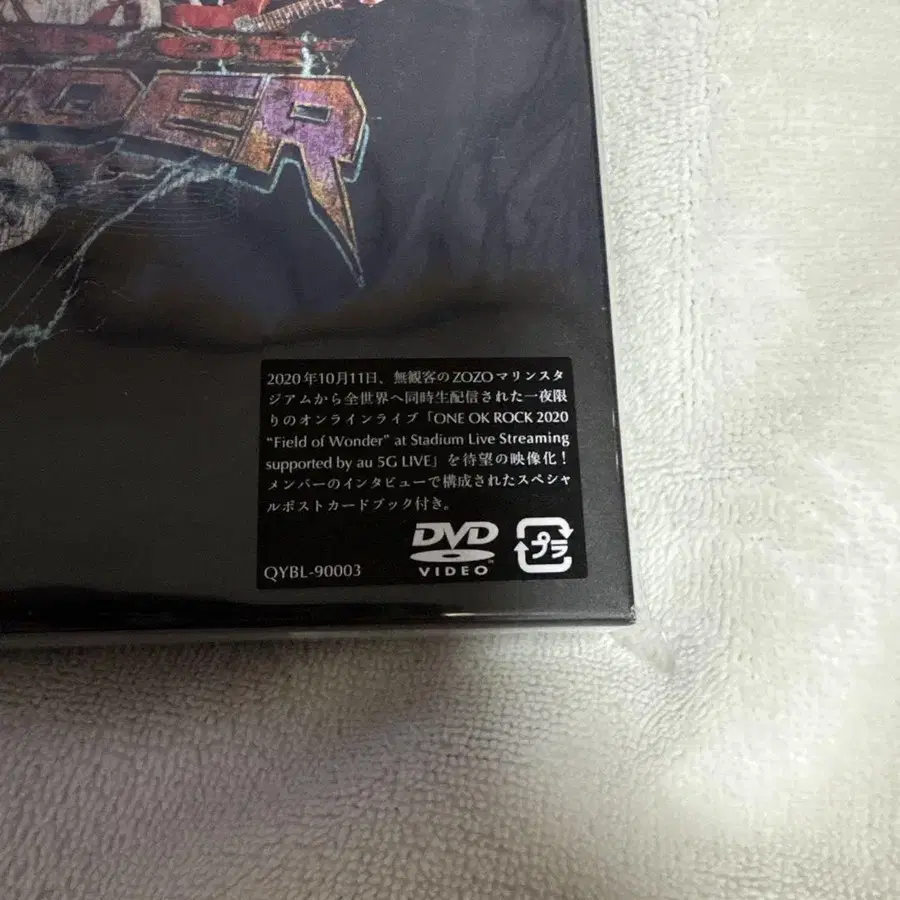 DER
2020年10月11日、無観客のZOZOマリンスタ
ジアムから全世界へ同時生配信された一夜限
りのオンラインライブ「ONE OK ROCK 2020
“Field of Wonder” at Stadium Live Streaming
supported by au 5G LIVE」を待望の映像化！
メンバーのインタビューで構成されたスペシャ
ルポストカードブック付き。
DVD
VIDEO
プラ
QYBL-90003